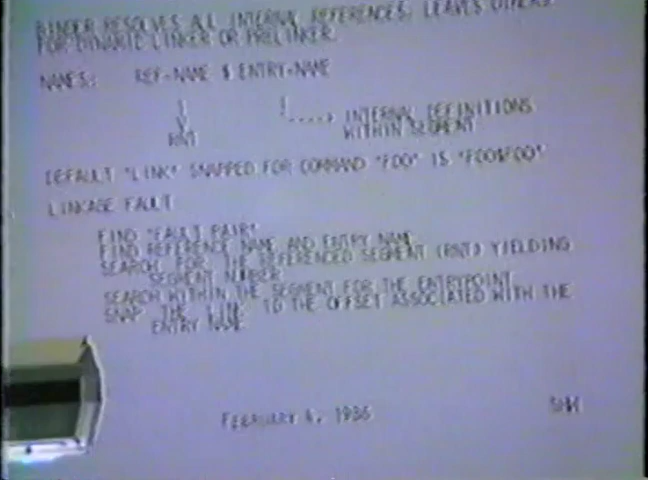 BINDER RESOLVES ALL INTERNAL REFERENCES, LEAVES OTHERS
FOR DYNAMIC LINKER OR PRELINKER.
NAMES: REF-NAME $ ENTRY-NAME
! !
V !....> INTERNAL DEFINITIONS
RNT WITHIN SEGMENT
DEFAULT "LINK" SNAPPED FOR COMMAND "FOO" IS "FOO$FOO"
LINKAGE FAULT
FIND "FAULT PAIR"
FIND REFERENCE NAME AND ENTRY NAME
SEARCH FOR THE REFERENCED SEGMENT (RNT) YIELDING
SEGMENT NUMBER
SEARCH WITHIN THE SEGMENT FOR THE ENTRYPOINT
SNAP THE LINK TO THE OFFSET ASSOCIATED WITH THE
ENTRY NAME
FEBRUARY 4, 1986